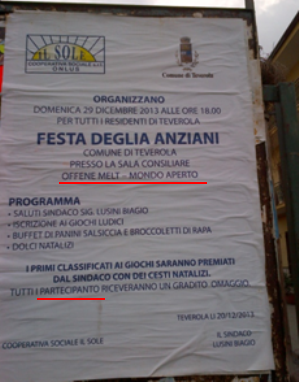 IL SOLE
COOPERATIVA SOCIALE a.r.l.
ONLUS
Comune di Teverola
ORGANIZZANO
DOMENICA 29 DICEMBRE 2013 ALLE ORE 18.00
PER TUTTI I RESIDENTI DI TEVEROLA
FESTA DEGLIA ANZIANI
COMUNE DI TEVEROLA
PRESSO LA SALA CONSILIARE
OFFENE MELT – MONDO APERTO
PROGRAMMA
• SALUTI SINDACO SIG. LUSINI BIAGIO
• ISCRIZIONE AI GIOCHI LUDICI
• BUFFET DI PANINI SALSICCIA E BROCCOLETTI DI RAPA
• DOLCI NATALIZI
I PRIMI CLASSIFICATI AI GIOCHI SARANNO PREMIATI
DAL SINDACO CON DEI CESTI NATALIZI.
TUTTI I PARTECIPANTO RICEVERANNO UN GRADITO OMAGGIO
TEVEROLA LI 20/12/2013
COOPERATIVA SOCIALE IL SOLE
IL SINDACO
LUSINI BIAGIO